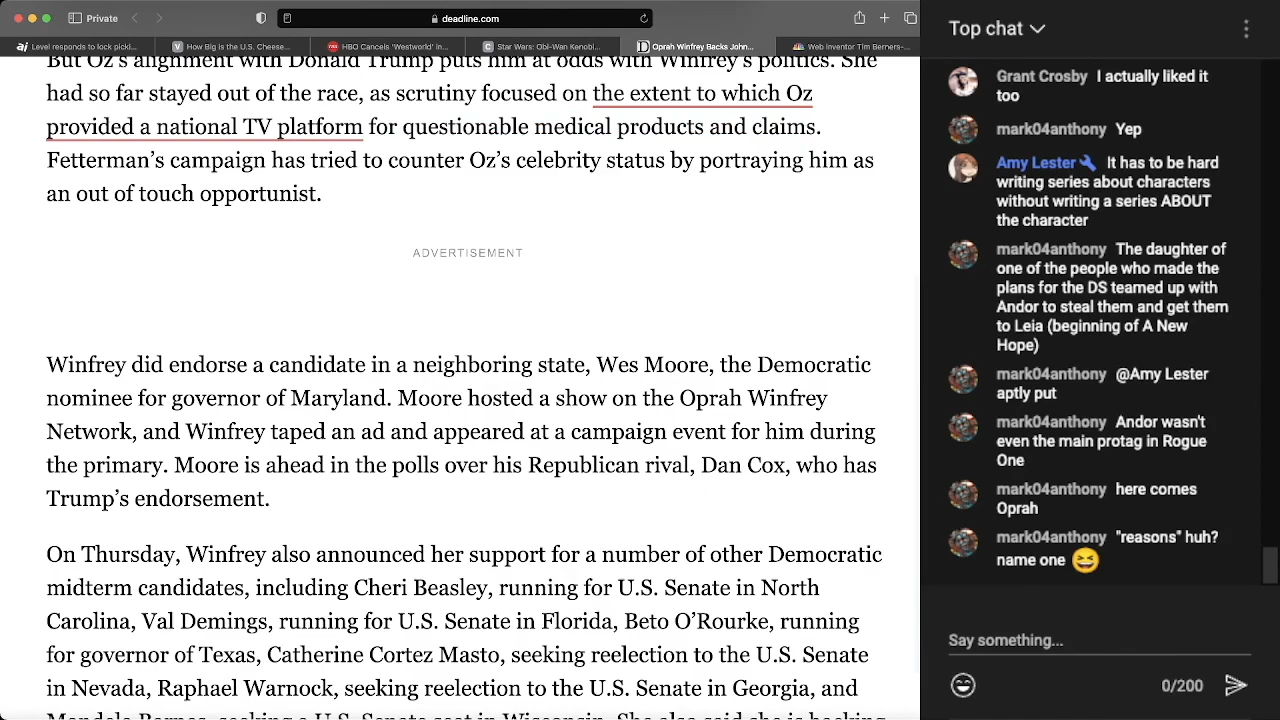 Private
deadline.com
Level responds to lock picki...
How Big is the U.S. Cheese...
HBO Cancels 'Westworld' in...
Star Wars: Obi-Wan Kenobi...
Oprah Winfrey Backs John...
Web inventor Tim Berners-...
But Oz's alignment with Donald Trump puts him at odds with Winfrey's politics. She
had so far stayed out of the race, as scrutiny focused on the extent to which Oz
provided a national TV platform for questionable medical products and claims.
Fetterman's campaign has tried to counter Oz's celebrity status by portraying him as
an out of touch opportunist.
ADVERTISEMENT
Winfrey did endorse a candidate in a neighboring state, Wes Moore, the Democratic
nominee for governor of Maryland. Moore hosted a show on the Oprah Winfrey
Network, and Winfrey taped an ad and appeared at a campaign event for him during
the primary. Moore is ahead in the polls over his Republican rival, Dan Cox, who has
Trump's endorsement.
On Thursday, Winfrey also announced her support for a number of other Democratic
midterm candidates, including Cheri Beasley, running for U.S. Senate in North
Carolina, Val Demings, running for U.S. Senate in Florida, Beto O'Rourke, running
for governor of Texas, Catherine Cortez Masto, seeking reelection to the U.S. Senate
in Nevada, Raphael Warnock, seeking reelection to the U.S. Senate in Georgia, and
Mandela Barnes, seeking a U.S. Senate seat in Wisconsin. She also said she is backing
Top chat
Grant Crosby I actually liked it
too
mark04anthony Yep
Amy Lester It has to be hard
writing series about characters
without writing a series ABOUT
the character
mark04anthony The daughter of
one of the people who made the
plans for the DS teamed up with
Andor to steal them and get them
to Leia (beginning of A New
Hope)
mark04anthony @Amy Lester
aptly put
mark04anthony Andor wasn't
even the main protag in Rogue
One
mark04anthony here comes
Oprah
mark04anthony "reasons" huh?
name one 😆
Say something...
0/200